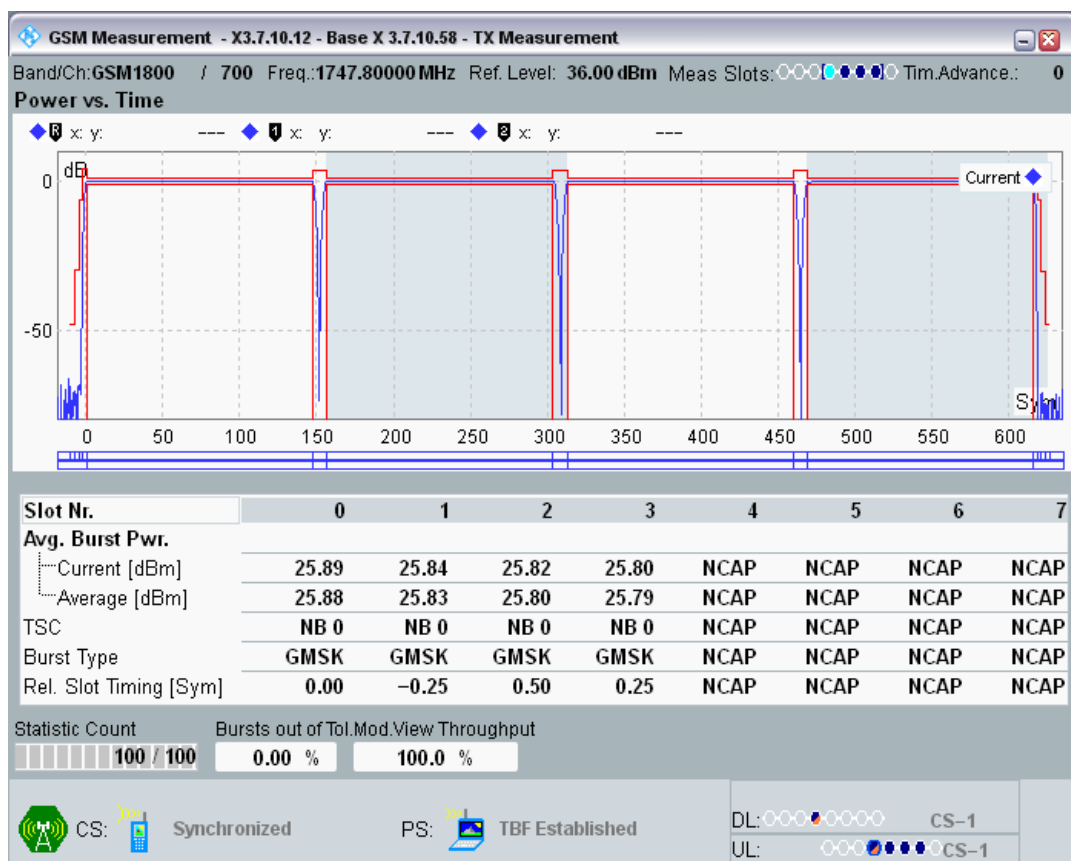 GSM Measurement - X3.7.10.12 - Base X 3.7.10.58 - TX Measurement
Band/Ch:GSM1800 / 700 Freq.:1747.80000 MHz Ref. Level: 36.00 dBm Meas Slots: Tim.Advance.: 0
Power vs. Time
R x: y: --- 1 x: y: --- 2 x: y: ---
dB
Current
0
-50
Sym
0 50 100 150 200 250 300 350 400 450 500 550 600
Slot Nr. 0 1 2 3 4 5 6 7
Avg. Burst Pwr.
Current [dBm] 25.89 25.84 25.82 25.80 NCAP NCAP NCAP NCAP
Average [dBm] 25.88 25.83 25.80 25.79 NCAP NCAP NCAP NCAP
TSC NB 0 NB 0 NB 0 NB 0 NCAP NCAP NCAP NCAP
Burst Type GMSK GMSK GMSK GMSK NCAP NCAP NCAP NCAP
Rel. Slot Timing [Sym] 0.00 −0.25 0.50 0.25 NCAP NCAP NCAP NCAP
Statistic Count Bursts out of Tol.Mod.View Throughput
100 / 100 0.00 % 100.0 %
CS: Synchronized PS: TBF Established DL: CS−1
UL: CS−1